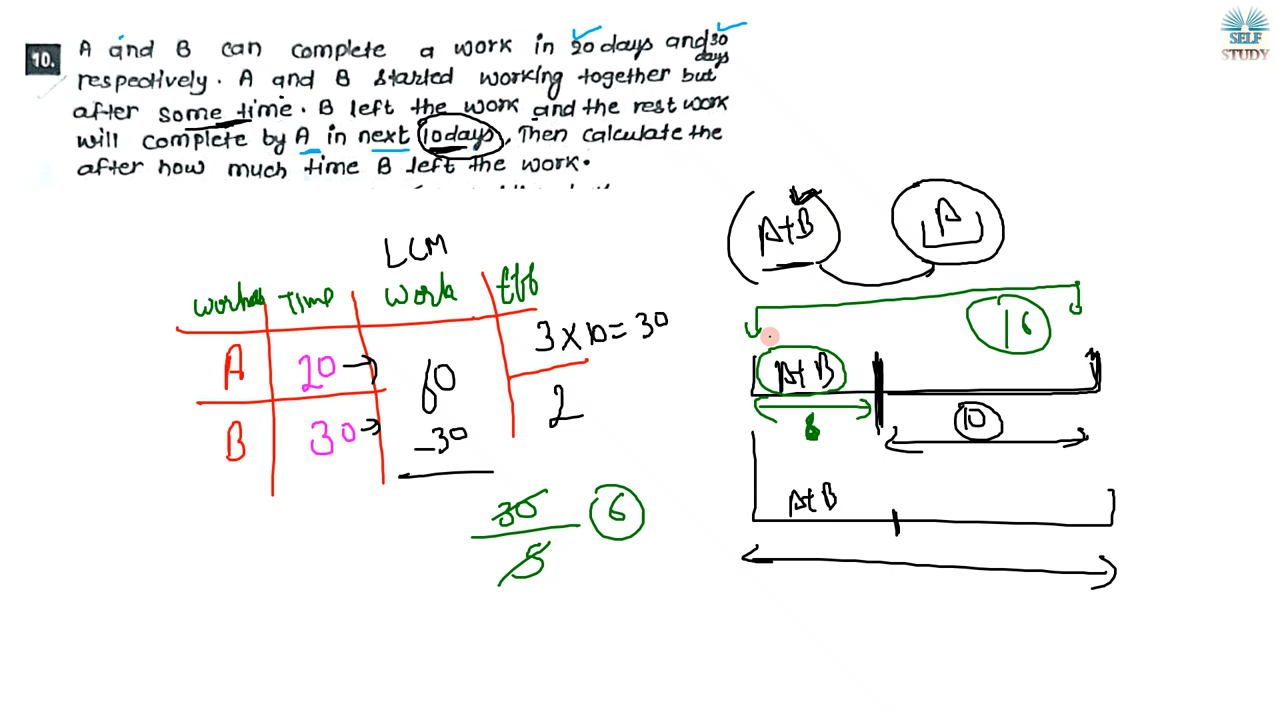 SELF
STUDY
10. A and B can complete a work in 20 days and 30 days
respectively. A and B started working together but
after some time. B left the work and the rest work
will complete by A in next 10days, Then calculate the
after how much time B left the work.
A+B
A
LCM
Time Work Eff
A 20 60 3 x 10 = 30
B 30 -30 2
30
5
6
16
A+B
6
10
A+B